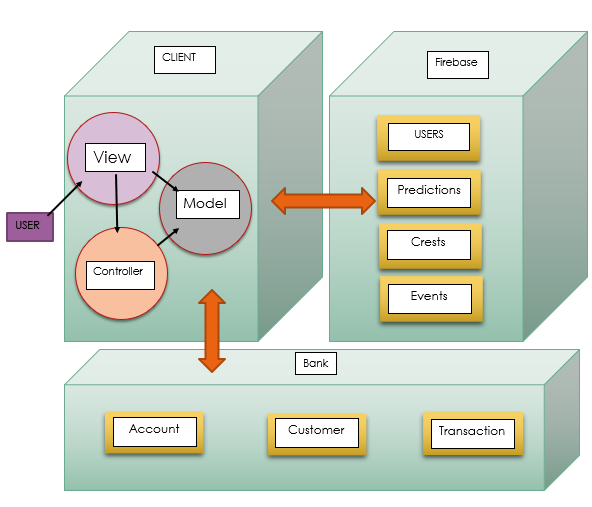 CLIENT
Firebase
USERS
View
Predictions
Model
USER
Crests
Controller
Events
Bank
Account
Customer
Transaction